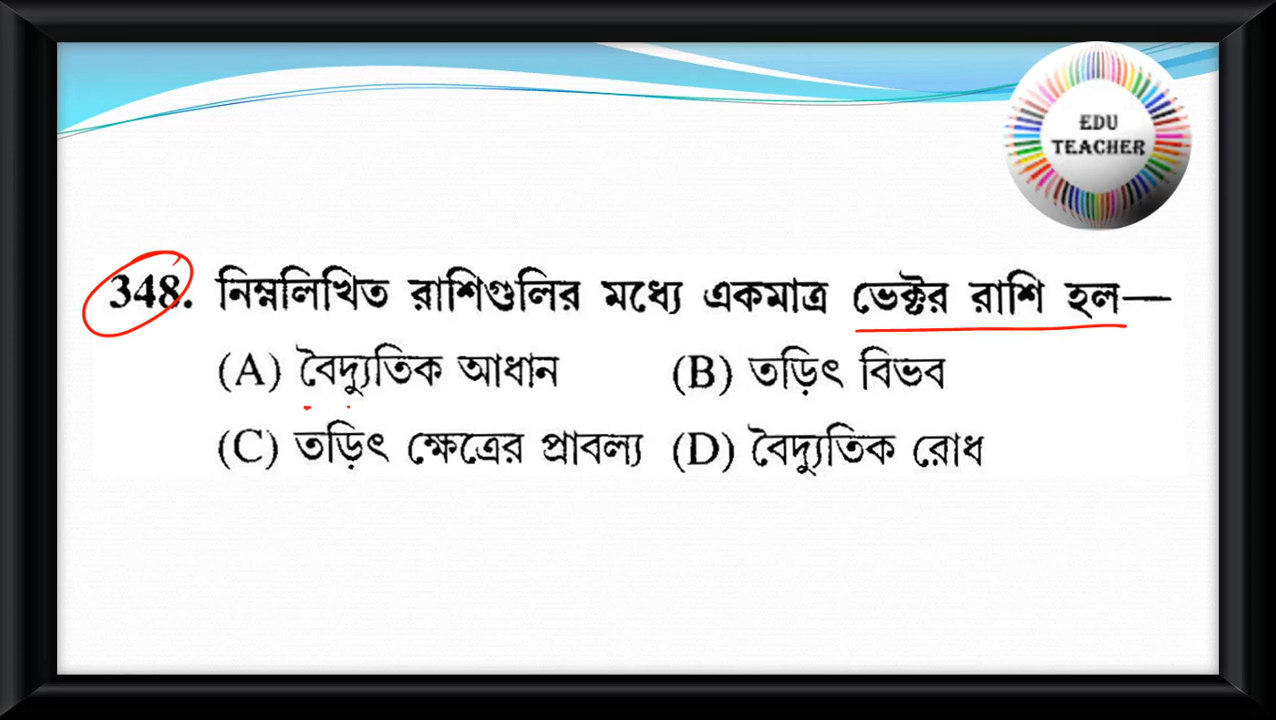 EDU
TEACHER
348. নিম্নলিখিত রাশিগুলির মধ্যে একমাত্র ভেক্টর রাশি হল—
(A) বৈদ্যুতিক আধান (B) তড়িৎ বিভব
(C) তড়িৎ ক্ষেত্রের প্রাবল্য (D) বৈদ্যুতিক রোধ